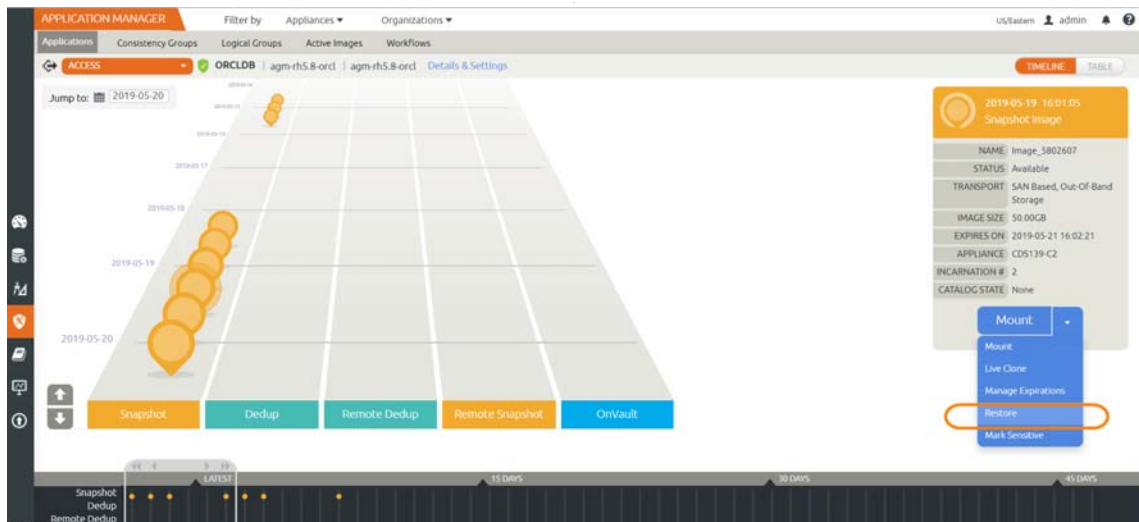 APPLICATION MANAGER Filter by Appliances Organizations US/Eastern admin
Applications Consistency Groups Logical Groups Active Images Workflows
ACCESS ORCLDB agm-rh5.8-orcl agm-rh5.8-orcl Details & Settings TIMELINE TABLE
Jump to: 2019-05-20
2019-05-17
2019-05-18
2019-05-19
2019-05-20
Snapshot Dedup Remote Dedup Remote Snapshot OnVault
2019-05-19 16:01:05
Snapshot Image
NAME Image_5802607
STATUS Available
TRANSPORT SAN Based, Out-Of-Band
Storage
IMAGE SIZE 50.00GB
EXPIRES ON 2019-05-21 16:02:21
APPLIANCE CDS139-C2
INCARNATION # 2
CATALOG STATE None
Mount
Mount
Live Clone
Manage Expirations
Restore
Mark Sensitive
LATEST 15 DAYS 30 DAYS 45 DAYS
Snapshot
Dedup
Remote Dedup